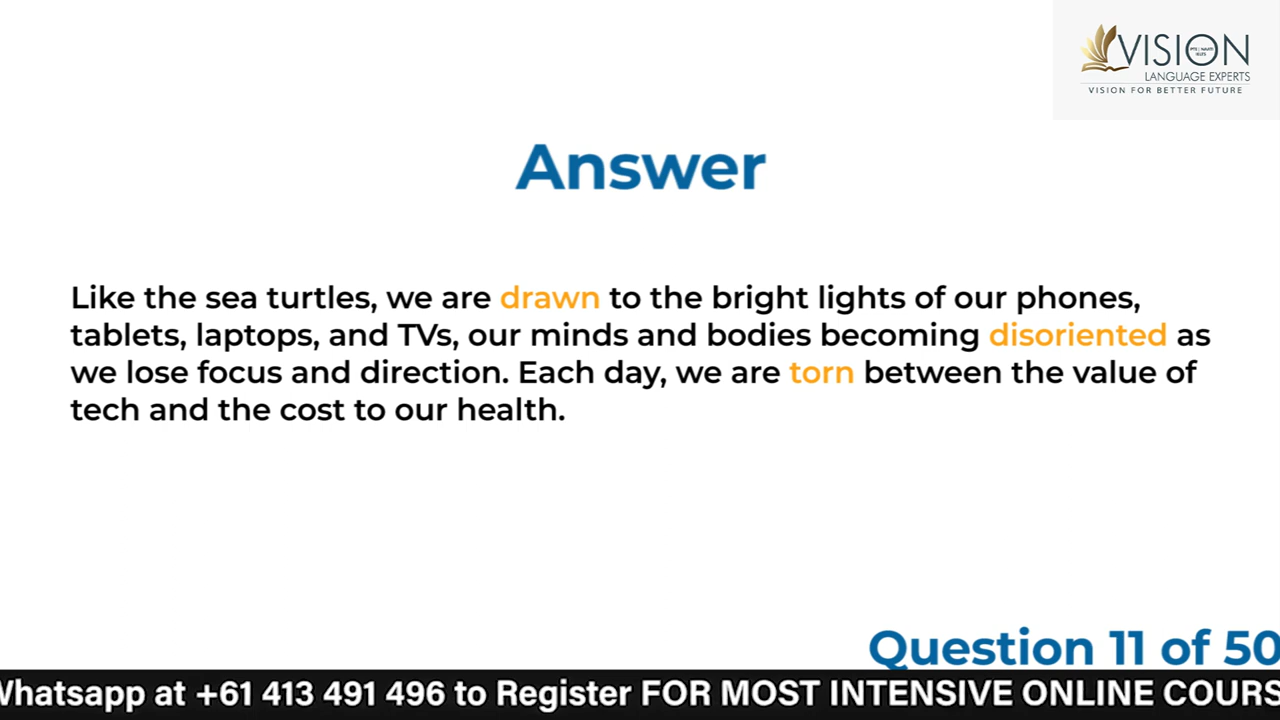 VISION
LANGUAGE EXPERTS
VISION FOR BETTER FUTURE
Answer
Like the sea turtles, we are drawn to the bright lights of our phones,
tablets, laptops, and TVs, our minds and bodies becoming disoriented as
we lose focus and direction. Each day, we are torn between the value of
tech and the cost to our health.
Question 11 of 50
Whatsapp at +61 413 491 496 to Register FOR MOST INTENSIVE ONLINE COURS